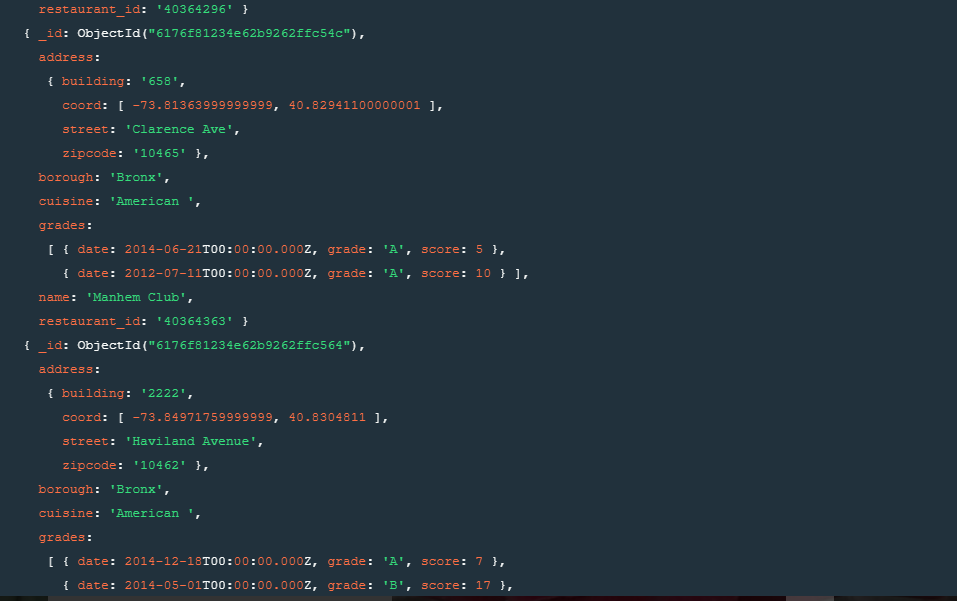 restaurant_id: '40364296' }
{ _id: ObjectId("6176f81234e62b9262ffc54c"),
address:
{ building: '658',
coord: [ -73.81363999999999, 40.82941100000001 ],
street: 'Clarence Ave',
zipcode: '10465' },
borough: 'Bronx',
cuisine: 'American ',
grades:
[ { date: 2014-06-21T00:00:00.000Z, grade: 'A', score: 5 },
{ date: 2012-07-11T00:00:00.000Z, grade: 'A', score: 10 } ],
name: 'Manhem Club',
restaurant_id: '40364363' }
{ _id: ObjectId("6176f81234e62b9262ffc564"),
address:
{ building: '2222',
coord: [ -73.84971759999999, 40.8304811 ],
street: 'Haviland Avenue',
zipcode: '10462' },
borough: 'Bronx',
cuisine: 'American ',
grades:
[ { date: 2014-12-18T00:00:00.000Z, grade: 'A', score: 7 },
{ date: 2014-05-01T00:00:00.000Z, grade: 'B', score: 17 },